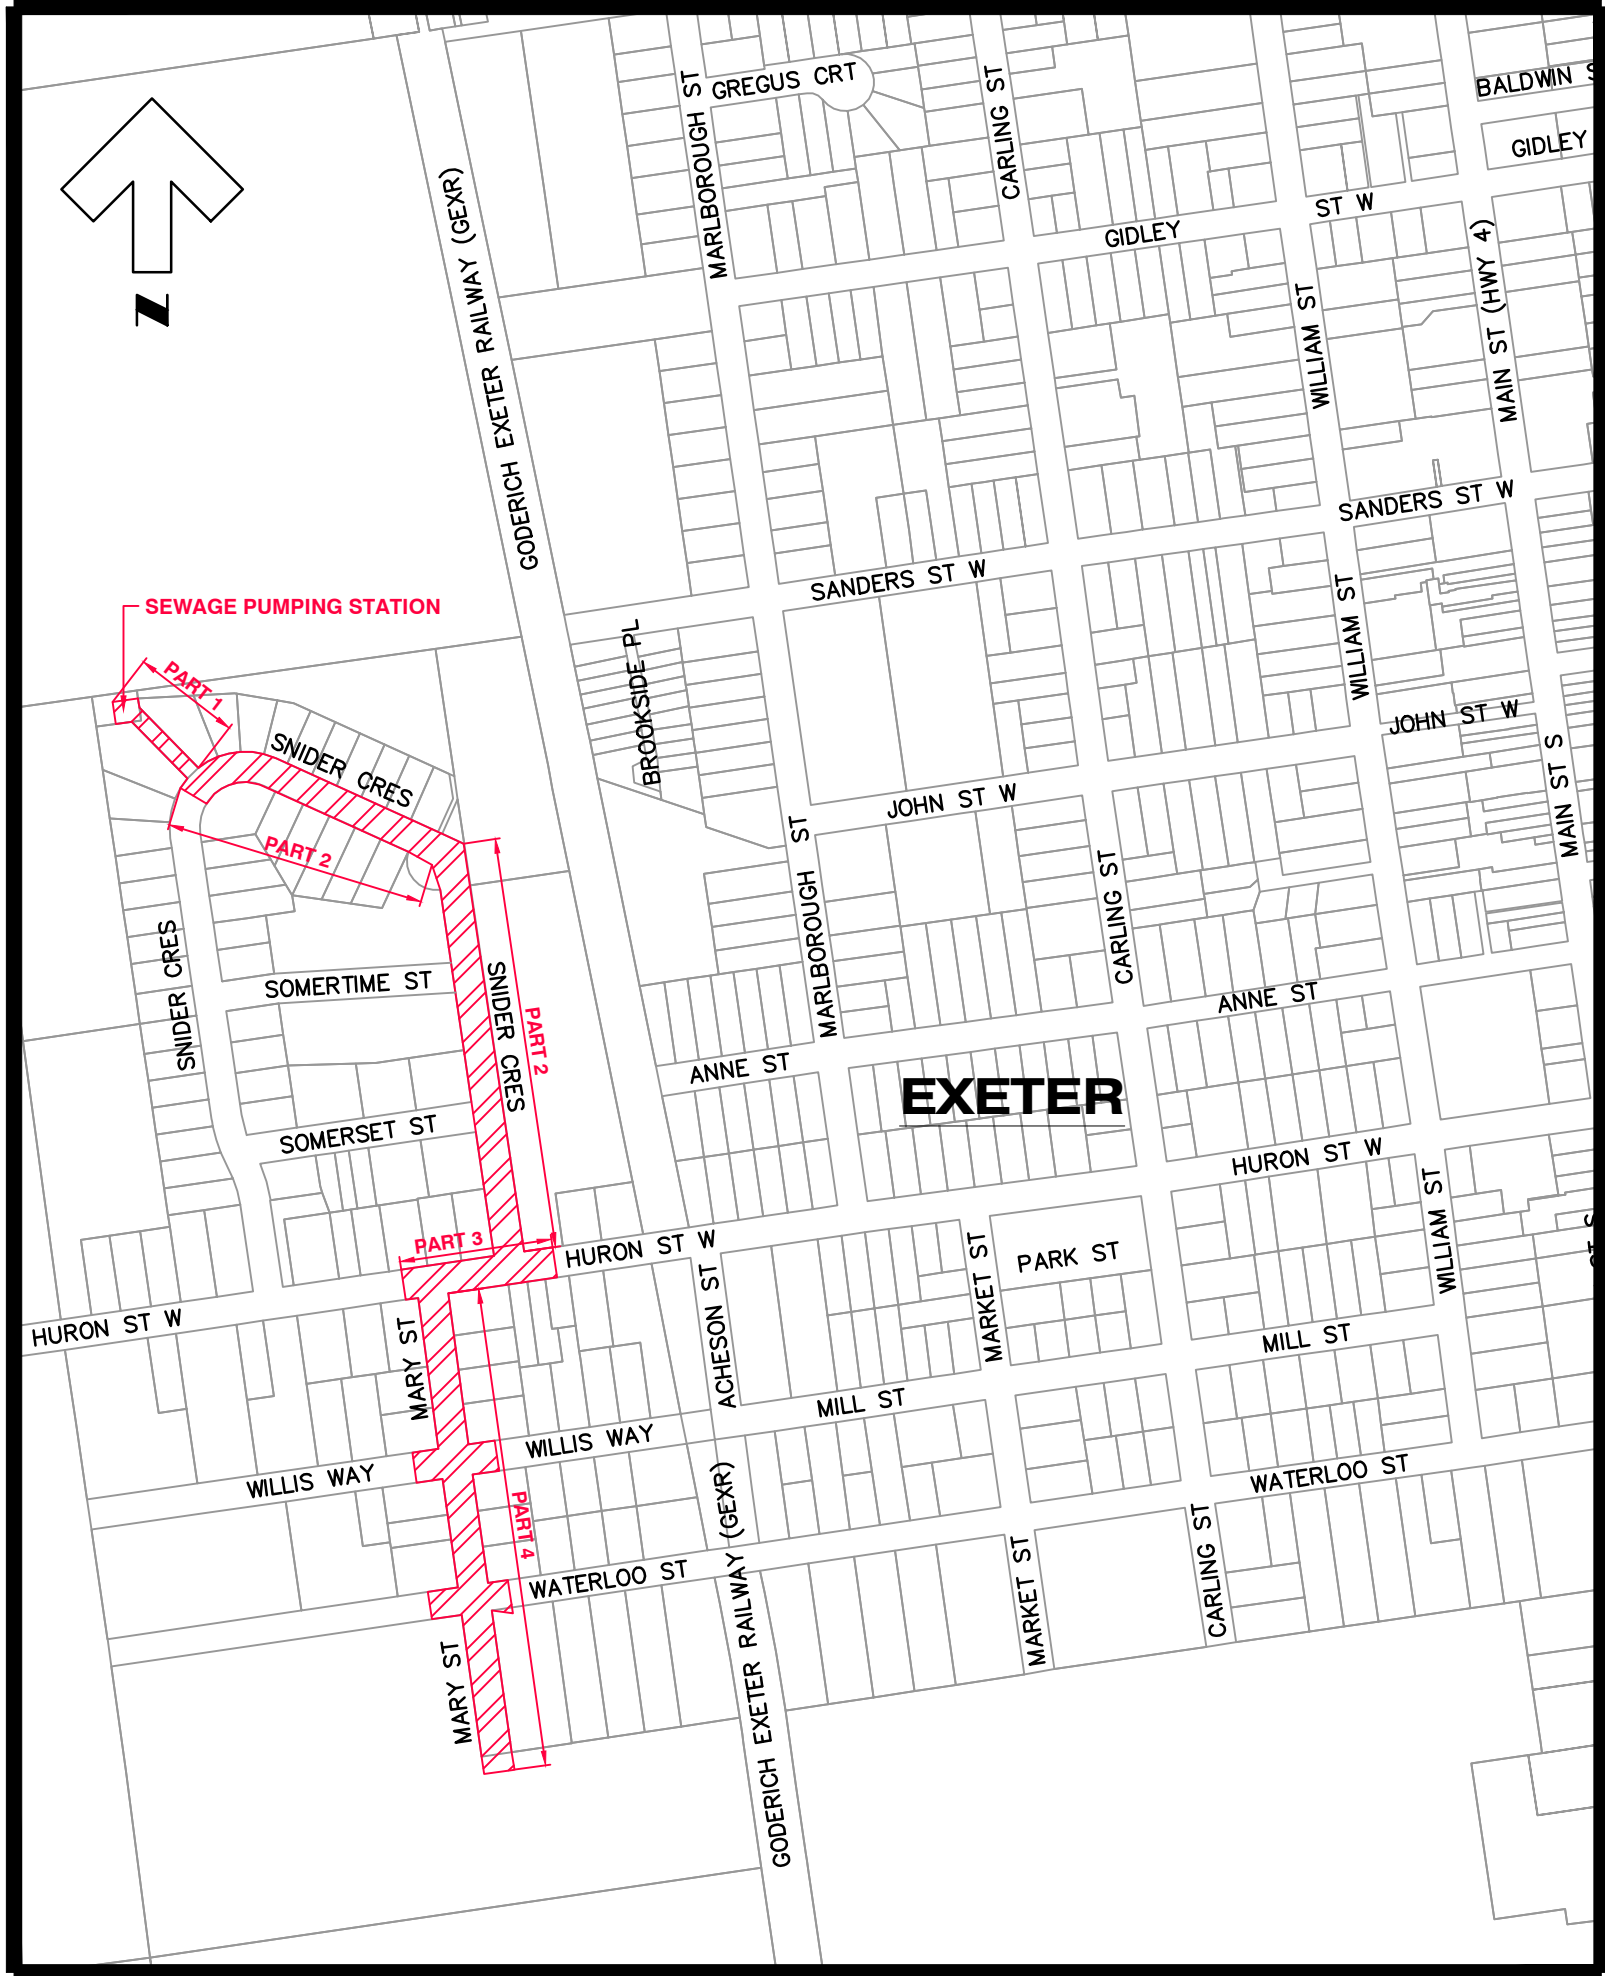 GREGUS CRT
MARLBOROUGH ST
CARLING ST
BALDWIN S
GIDLEY
GIDLEY
ST W
GODERICH EXETER RAILWAY (GEXR)
N
WILLIAM ST
MAIN ST (HWY 4)
SANDERS ST W
SANDERS ST W
SEWAGE PUMPING STATION
PART 1
BROOKSIDE PL
WILLIAM ST
JOHN ST W
SNIDER CRES
JOHN ST W
MAIN ST S
PART 2
MARLBOROUGH ST
CARLING ST
SNIDER CRES
SOMERTIME ST
SNIDER CRES
PART 2
ANNE ST
ANNE ST
EXETER
SOMERSET ST
HURON ST W
WILLIAM ST
PART 3
HURON ST W
PARK ST
MARKET ST
ACHESON ST
HURON ST W
MARY ST
MILL ST
MILL ST
WILLIS WAY
WILLIS WAY
WATERLOO ST
PART 4
WATERLOO ST
CARLING ST
MARKET ST
MARY ST
GODERICH EXETER RAILWAY (GEXR)